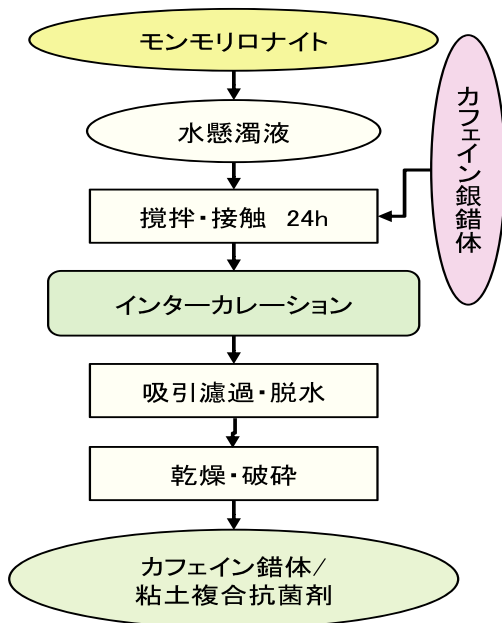 モンモリロナイト
水懸濁液
カフェイン銀錯体
撹拌・接触 24h
インターカレーション
吸引濾過・脱水
乾燥・破砕
カフェイン錯体/
粘土複合抗菌剤